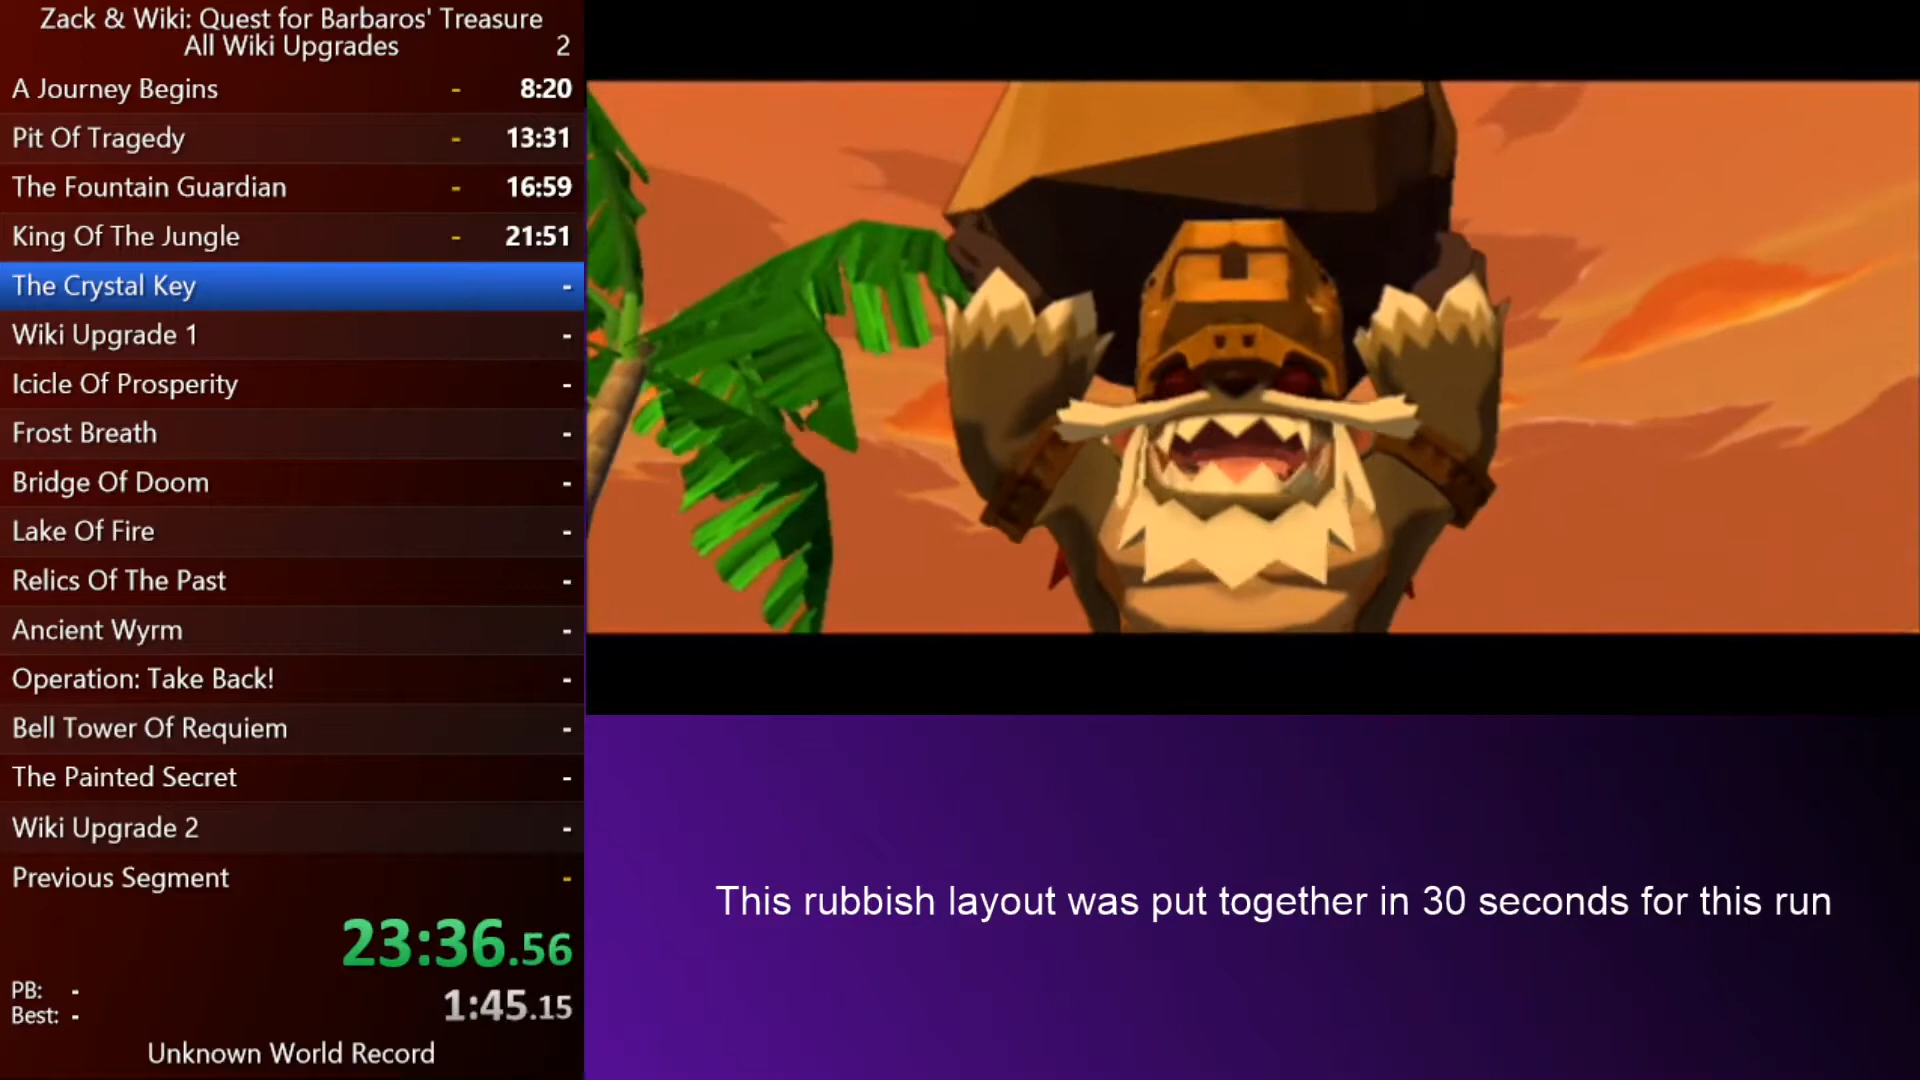 Zack & Wiki: Quest for Barbaros' Treasure
All Wiki Upgrades 2
A Journey Begins - 8:20
Pit Of Tragedy - 13:31
The Fountain Guardian - 16:59
King Of The Jungle - 21:51
The Crystal Key -
Wiki Upgrade 1 -
Icicle Of Prosperity -
Frost Breath -
Bridge Of Doom -
Lake Of Fire -
Relics Of The Past -
Ancient Wyrm -
Operation: Take Back! -
Bell Tower Of Requiem -
The Painted Secret -
Wiki Upgrade 2 -
Previous Segment -
23:36.56
PB: -
Best: -
1:45.15
Unknown World Record
This rubbish layout was put together in 30 seconds for this run